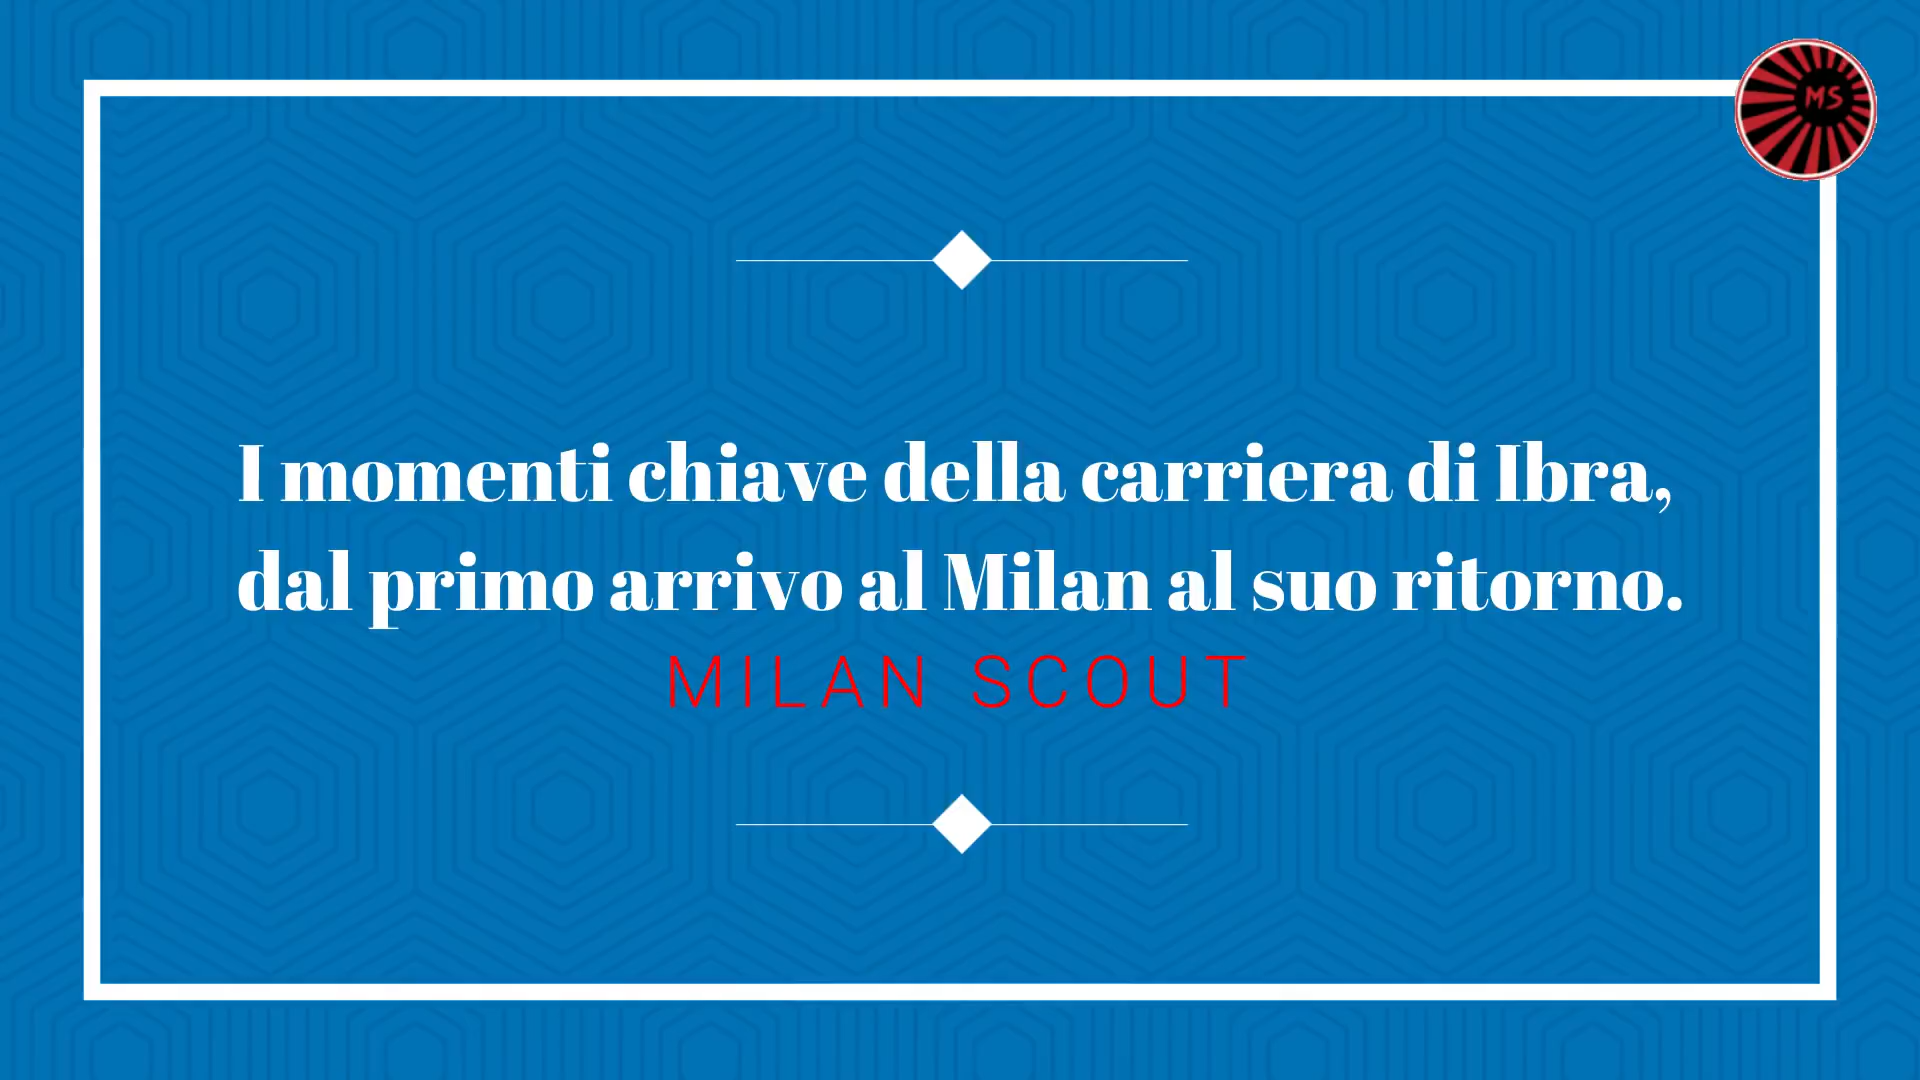 MS
I momenti chiave della carriera di Ibra,
dal primo arrivo al Milan al suo ritorno.
MILAN SCOUT